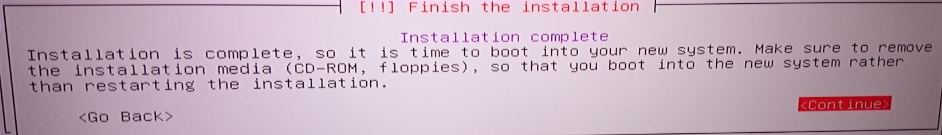 [!!] Finish the installation
Installation complete
Installation is complete, so it is time to boot into your new system. Make sure to remove
the installation media (CD-ROM, floppies), so that you boot into the new system rather
than restarting the installation.
<Go Back>
<Continue>